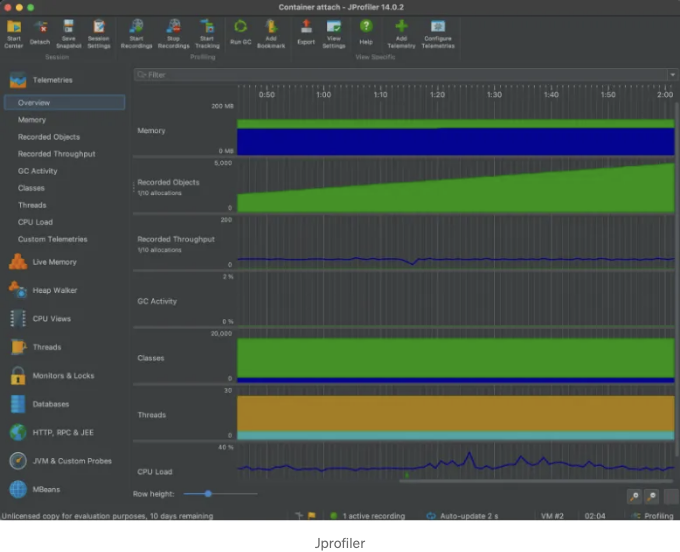 Container attach – JProfiler 14.0.2
Start Center
Detach
Save Snapshot
Session Settings
Start Recordings
Stop Recordings
Start Tracking
Run GC
Add Bookmark
Export
View Settings
Help
Add Telemetry
Configure Telemetries
Session
Profiling
View Specific
Telemetries
Overview
Memory
Recorded Objects
Recorded Throughput
GC Activity
Classes
Threads
CPU Load
Custom Telemetries
Live Memory
Heap Walker
CPU Views
Threads
Monitors & Locks
Databases
HTTP, RPC & JEE
JVM & Custom Probes
MBeans
Filter
0:50 1:00 1:10 1:20 1:30 1:40 1:50 2:00
Memory
200 MB
0 MB
Recorded Objects
1/10 allocations
5,000
0
Recorded Throughput
1/10 allocations
200
0
GC Activity
2 %
0 %
Classes
20,000
0
Threads
30
0
CPU Load
40 %
Row height:
Unlicensed copy for evaluation purposes, 10 days remaining
1 active recording
Auto-update 2 s
VM #2
02:04
Profiling
Jprofiler